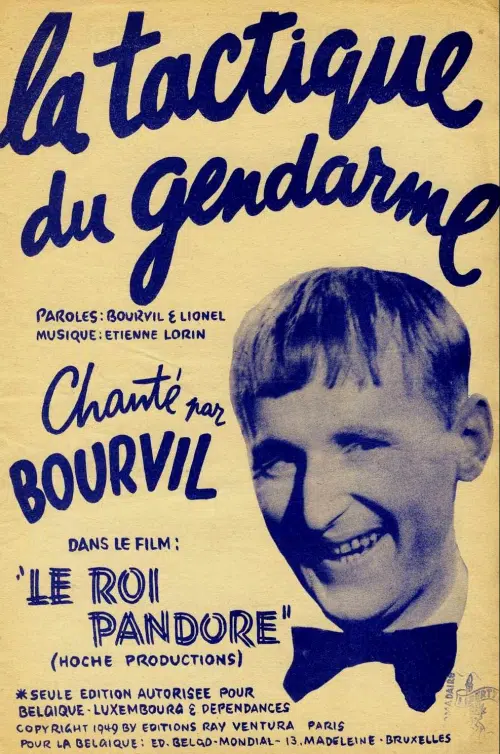 la tactique
du gendarme
PAROLES: BOURVIL & LIONEL
MUSIQUE: ETIENNE LORIN
Chanté par
BOURVIL
DANS LE FILM:
"LE ROI
PANDORE"
(HOCHE PRODUCTIONS)
*SEULE EDITION AUTORISEE POUR
BELGIQUE - LUXEMBOURG & DEPENDANCES
COPYRIGHT 1949 BY EDITIONS RAY VENTURA PARIS
POUR LA BELGIQUE: ED. BELGO-MONDIAL - 13. MADELEINE - BRUXELLES